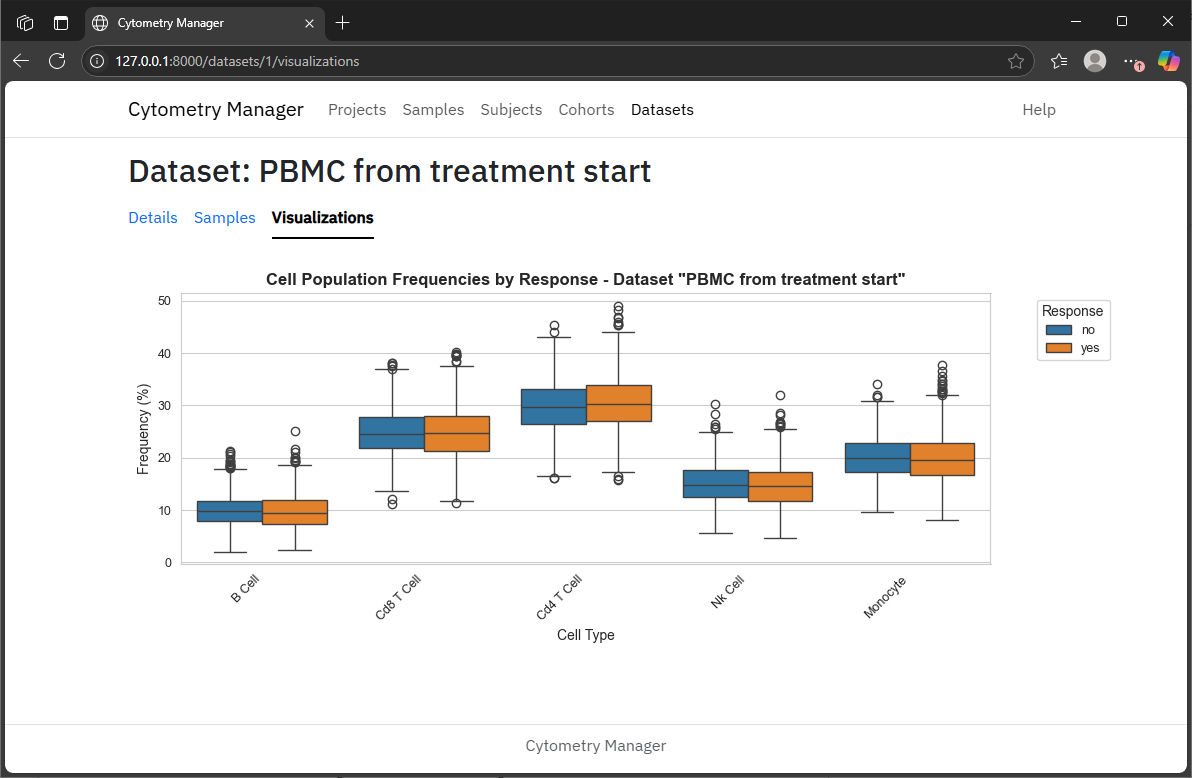 Cytometry Manager
127.0.0.1:8000/datasets/1/visualizations
Cytometry Manager Projects Samples Subjects Cohorts Datasets Help
Dataset: PBMC from treatment start
Details Samples Visualizations
Cell Population Frequencies by Response - Dataset "PBMC from treatment start"
Response
no
yes
Frequency (%)
50
40
30
20
10
0
B Cell
Cd8 T Cell
Cd4 T Cell
Nk Cell
Monocyte
Cell Type
Cytometry Manager